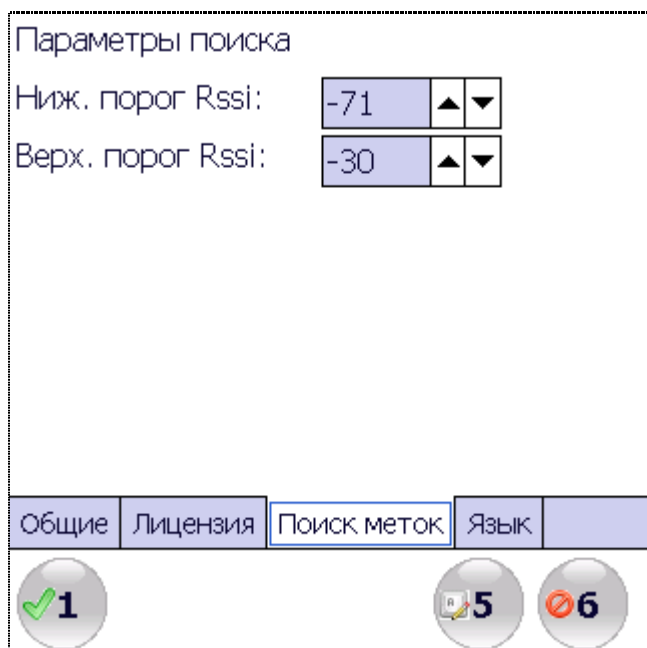 Параметры поиска
Ниж. порог Rssi: -71
Верх. порог Rssi: -30
Общие Лицензия Поиск меток Язык
1 5 6